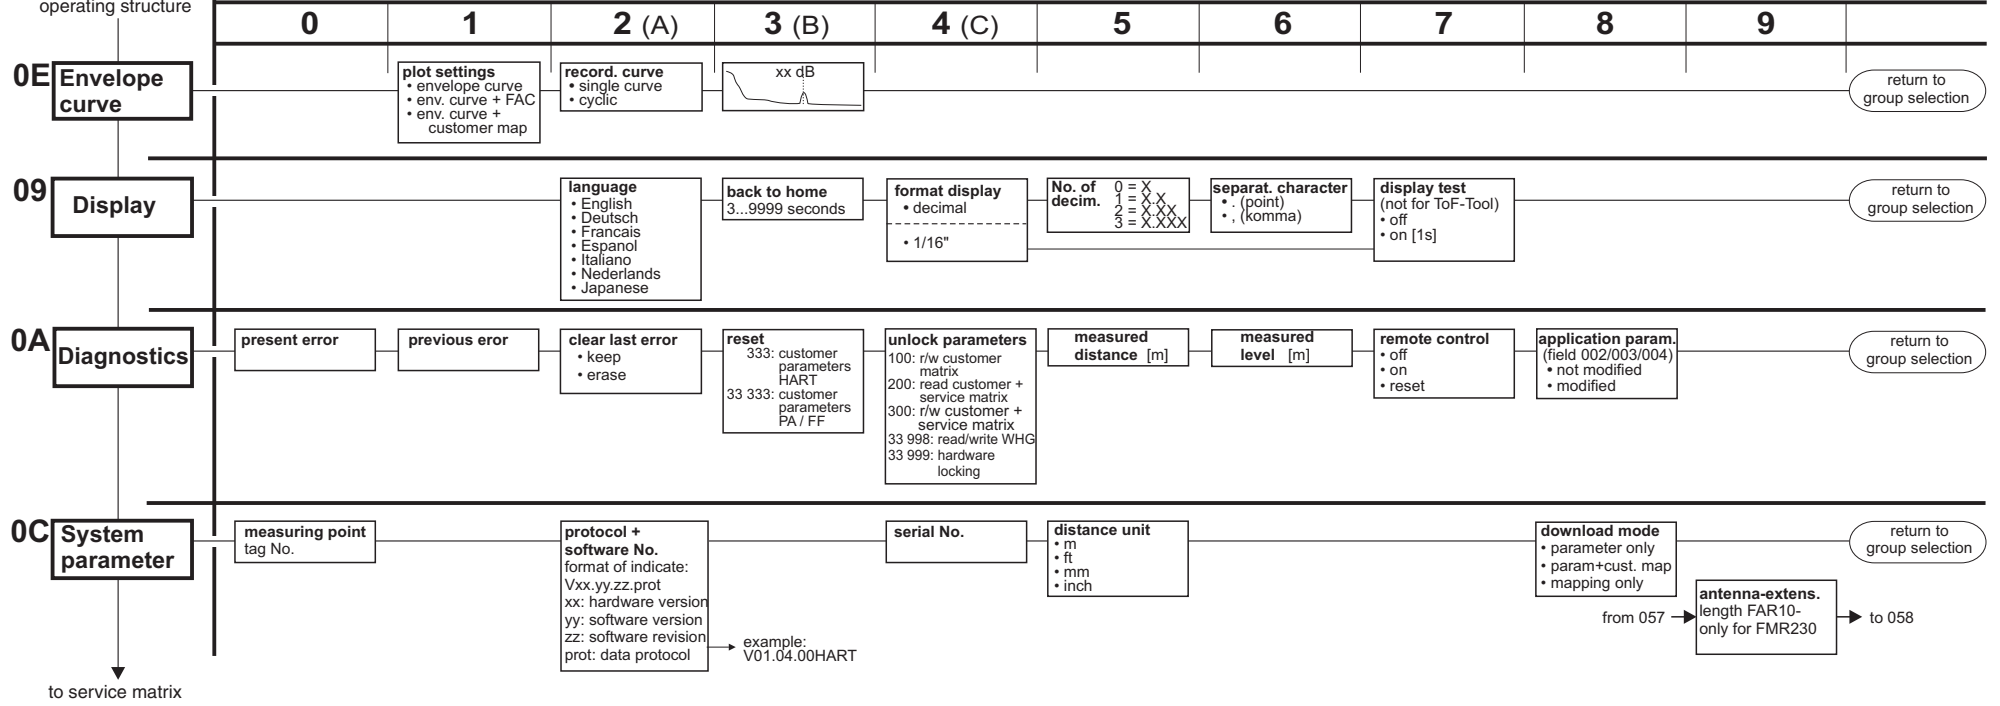 operating structure
0 1 2 (A) 3 (B) 4 (C) 5 6 7 8 9
0E Envelope
curve
plot settings
• envelope curve
• env. curve + FAC
• env. curve +
customer map
record. curve
• single curve
• cyclic
xx dB
return to
group selection
09 Display
language
• English
• Deutsch
• Francais
• Espanol
• Italiano
• Nederlands
• Japanese
back to home
3...9999 seconds
format display
• decimal
• 1/16"
No. of
decim.
0 = X
1 = X.X
2 = X.XX
3 = X.XXX
separat. character
• . (point)
• , (komma)
display test
(not for ToF-Tool)
• off
• on [1s]
return to
group selection
0A Diagnostics
present error
previous eror
clear last error
• keep
• erase
reset
333: customer
parameters
HART
33 333: customer
parameters
PA / FF
unlock parameters
100: r/w customer
matrix
200: read customer +
service matrix
300: r/w customer +
service matrix
33 998: read/write WHG
33 999: hardware
locking
measured
distance [m]
measured
level [m]
remote control
• off
• on
• reset
application param.
(field 002/003/004)
• not modified
• modified
return to
group selection
0C System
parameter
measuring point
tag No.
protocol +
software No.
format of indicate:
Vxx.yy.zz.prot
xx: hardware version
yy: software version
zz: software revision
prot: data protocol
example:
V01.04.00HART
serial No.
distance unit
• m
• ft
• mm
• inch
download mode
• parameter only
• param+cust. map
• mapping only
from 057
antenna-extens.
length FAR10-
only for FMR230
to 058
return to
group selection
to service matrix